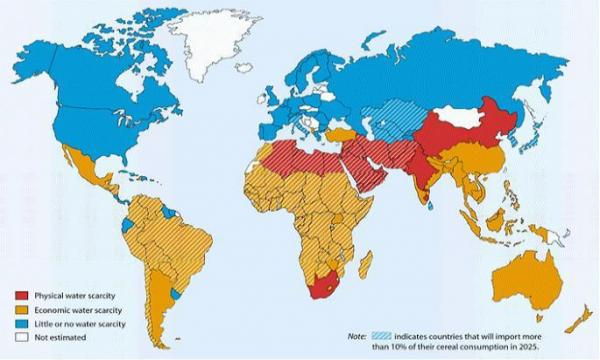 Physical water scarcity
Economic water scarcity
Little or no water scarcity
Not estimated
Note: indicates countries that will import more
than 10% of their cereal consumption in 2025.